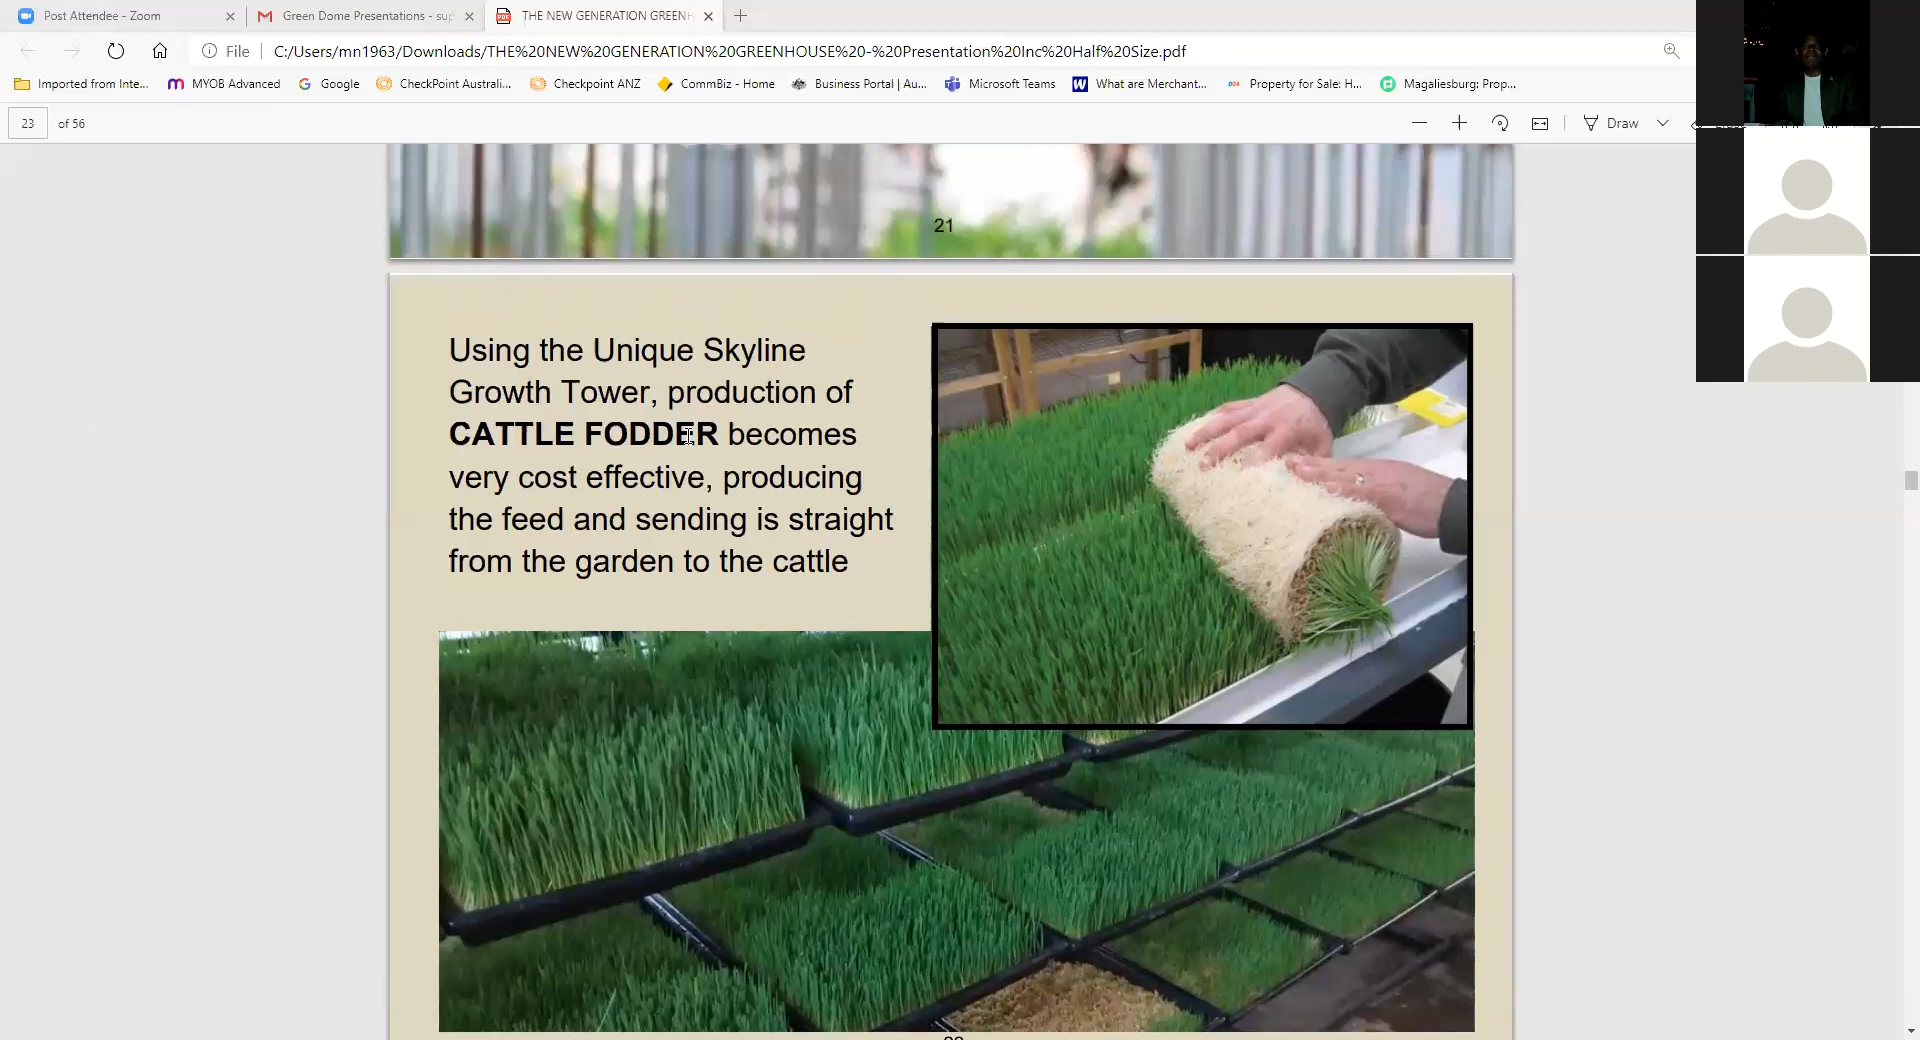 Post Attendee - Zoom
Green Dome Presentations - sup
THE NEW GENERATION GREENH
File
C:/Users/mn1963/Downloads/THE%20NEW%20GENERATION%20GREENHOUSE%20-%20Presentation%20Inc%20Half%20Size.pdf
Imported from Inte...
MYOB Advanced
Google
CheckPoint Australi...
Checkpoint ANZ
CommBiz - Home
Business Portal | Au...
Microsoft Teams
What are Merchant...
Property for Sale: H...
Magaliesburg: Prop...
23 of 56
Draw
21
Using the Unique Skyline
Growth Tower, production of
CATTLE FODDER becomes
very cost effective, producing
the feed and sending is straight
from the garden to the cattle